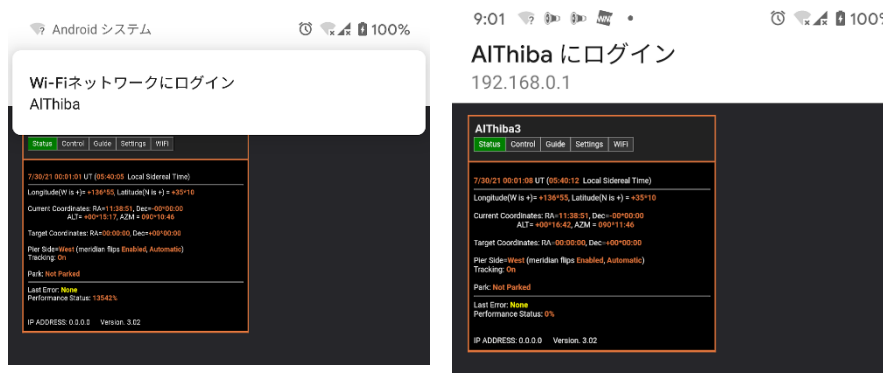 Android システム
100%
Wi-Fiネットワークにログイン
AlThiba
Status Control Guide Settings WiFi
7/30/21 00:01:01 UT (05:40:05 Local Sidereal Time)
Longitude(W is +)= +136*55, Latitude(N is +) = +35*10
Current Coordinates: RA=11:38:51, Dec=-00*00:00
ALT= +00*15:17, AZM = 090*10:46
Target Coordinates: RA=00:00:00, Dec=+00*00:00
Pier Side=West (meridian flips Enabled, Automatic)
Tracking: On
Park: Not Parked
Last Error: None
Performance Status: 13542%
IP ADDRESS: 0.0.0.0 Version. 3.02
9:01
100%
AlThiba にログイン
192.168.0.1
AlThiba3
Status Control Guide Settings WiFi
7/30/21 00:01:08 UT (05:40:12 Local Sidereal Time)
Longitude(W is +)= +136*55, Latitude(N is +) = +35*10
Current Coordinates: RA=11:38:51, Dec=-00*00:00
ALT= +00*16:42, AZM = 090*11:46
Target Coordinates: RA=00:00:00, Dec=+00*00:00
Pier Side=West (meridian flips Enabled, Automatic)
Tracking: On
Park: Not Parked
Last Error: None
Performance Status: 0%
IP ADDRESS: 0.0.0.0 Version. 3.02